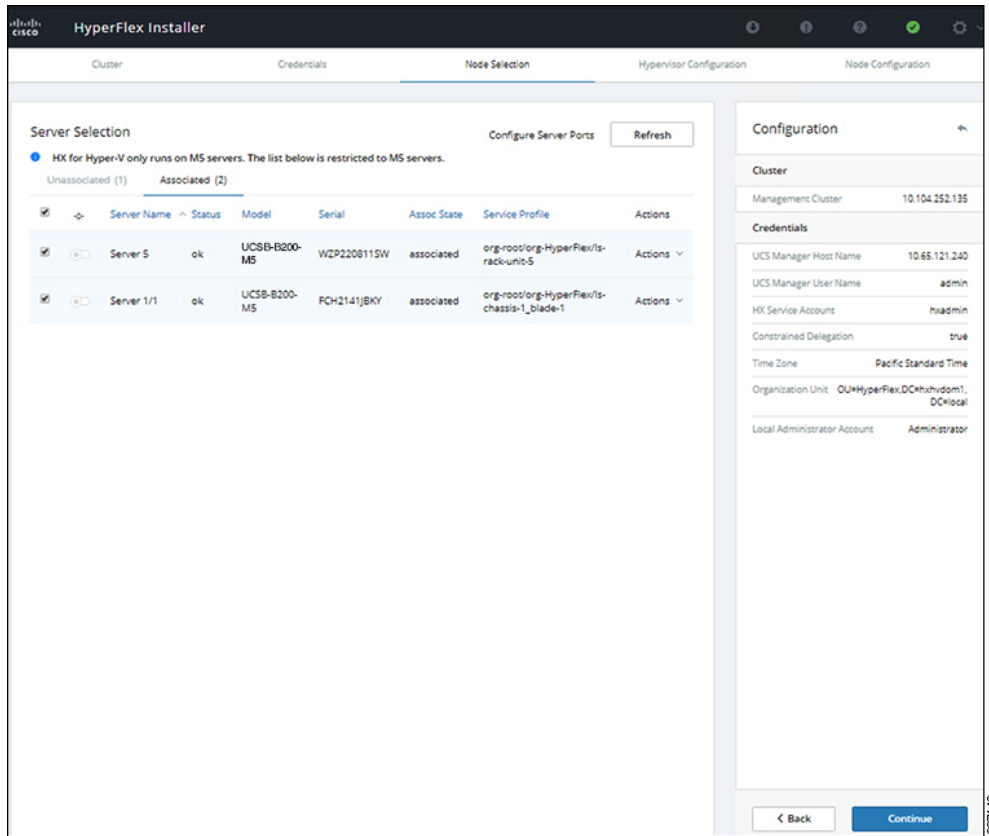 CISCO
HyperFlex Installer
Cluster
Credentials
Node Selection
Hypervisor Configuration
Node Configuration
Server Selection
Configure Server Ports
Refresh
HX for Hyper-V only runs on M5 servers. The list below is restricted to M5 servers.
Unassociated (1)
Associated (2)
Server Name
Status
Model
Serial
Assoc State
Service Profile
Actions
Server 5
ok
UCSB-B200-
M5
WZP220811SW
associated
org-root/org-HyperFlex/ls-
rack-unit-5
Actions
Server 1/1
ok
UCSB-B200-
M5
FCH2141JBKY
associated
org-root/org-HyperFlex/ls-
chassis-1_blade-1
Actions
Configuration
Cluster
Management Cluster
10.104.252.135
Credentials
UCS Manager Host Name
10.65.121.240
UCS Manager User Name
admin
HX Service Account
hxadmin
Constrained Delegation
true
Time Zone
Pacific Standard Time
Organization Unit
OU=HyperFlex,DC=hxhvdom1,
DC=local
Local Administrator Account
Administrator
Back
Continue